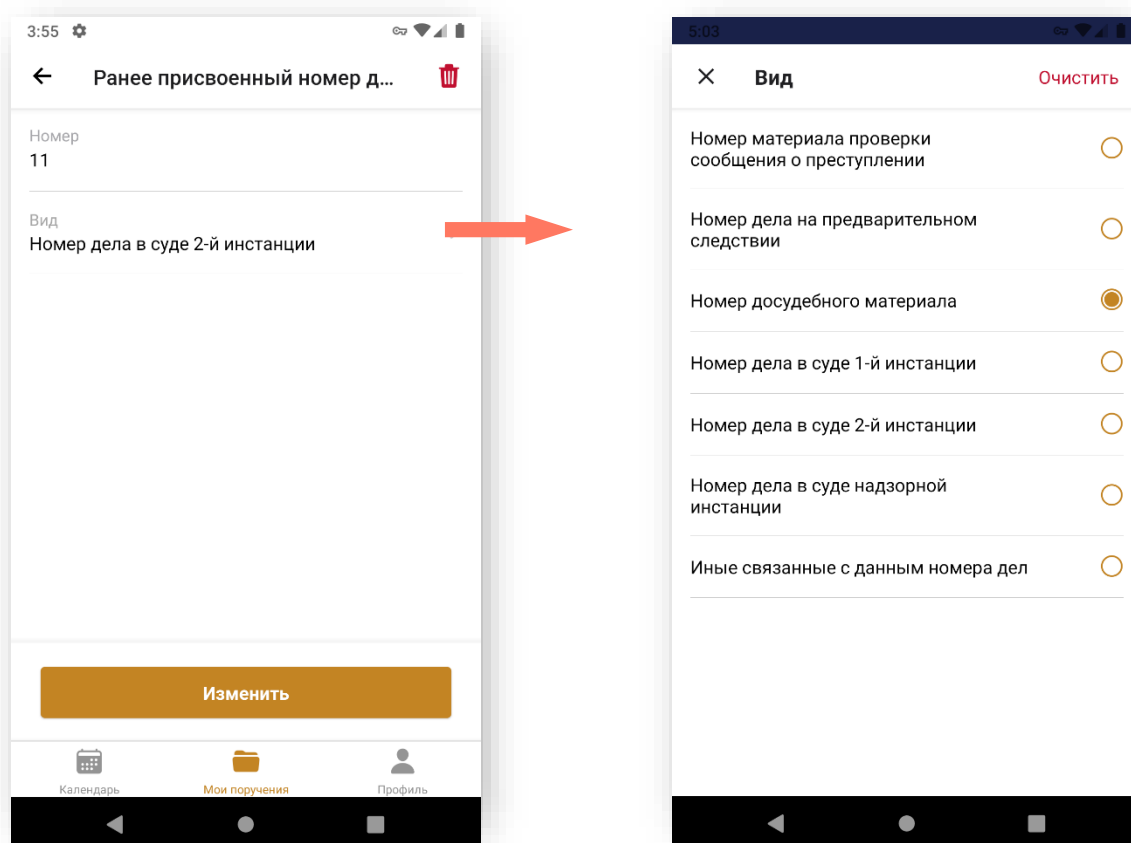 3:55
Ранее присвоенный номер д...
Номер
11
Вид
Номер дела в суде 2-й инстанции
Изменить
Календарь
Мои поручения
Профиль
5:03
Вид
Очистить
Номер материала проверки
сообщения о преступлении
Номер дела на предварительном
следствии
Номер досудебного материала
Номер дела в суде 1-й инстанции
Номер дела в суде 2-й инстанции
Номер дела в суде надзорной
инстанции
Иные связанные с данным номера дел